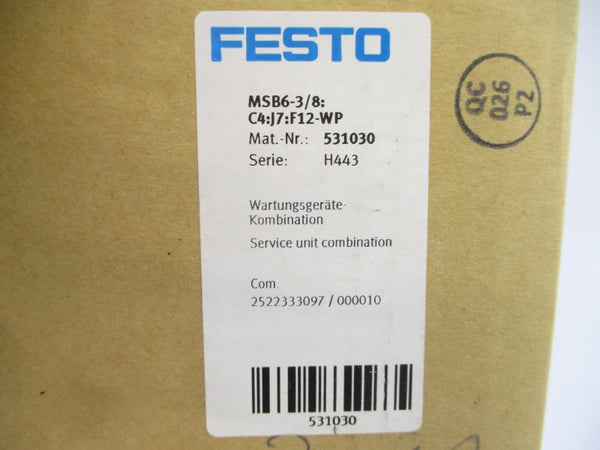 FESTO
MSB6-3/8:
C4:J7:F12-WP
Mat.-Nr.: 531030
Serie: H443
Wartungsgeräte-
Kombination
Service unit combination
Com.
2522333097 / 000010
531030
QC
026
P2